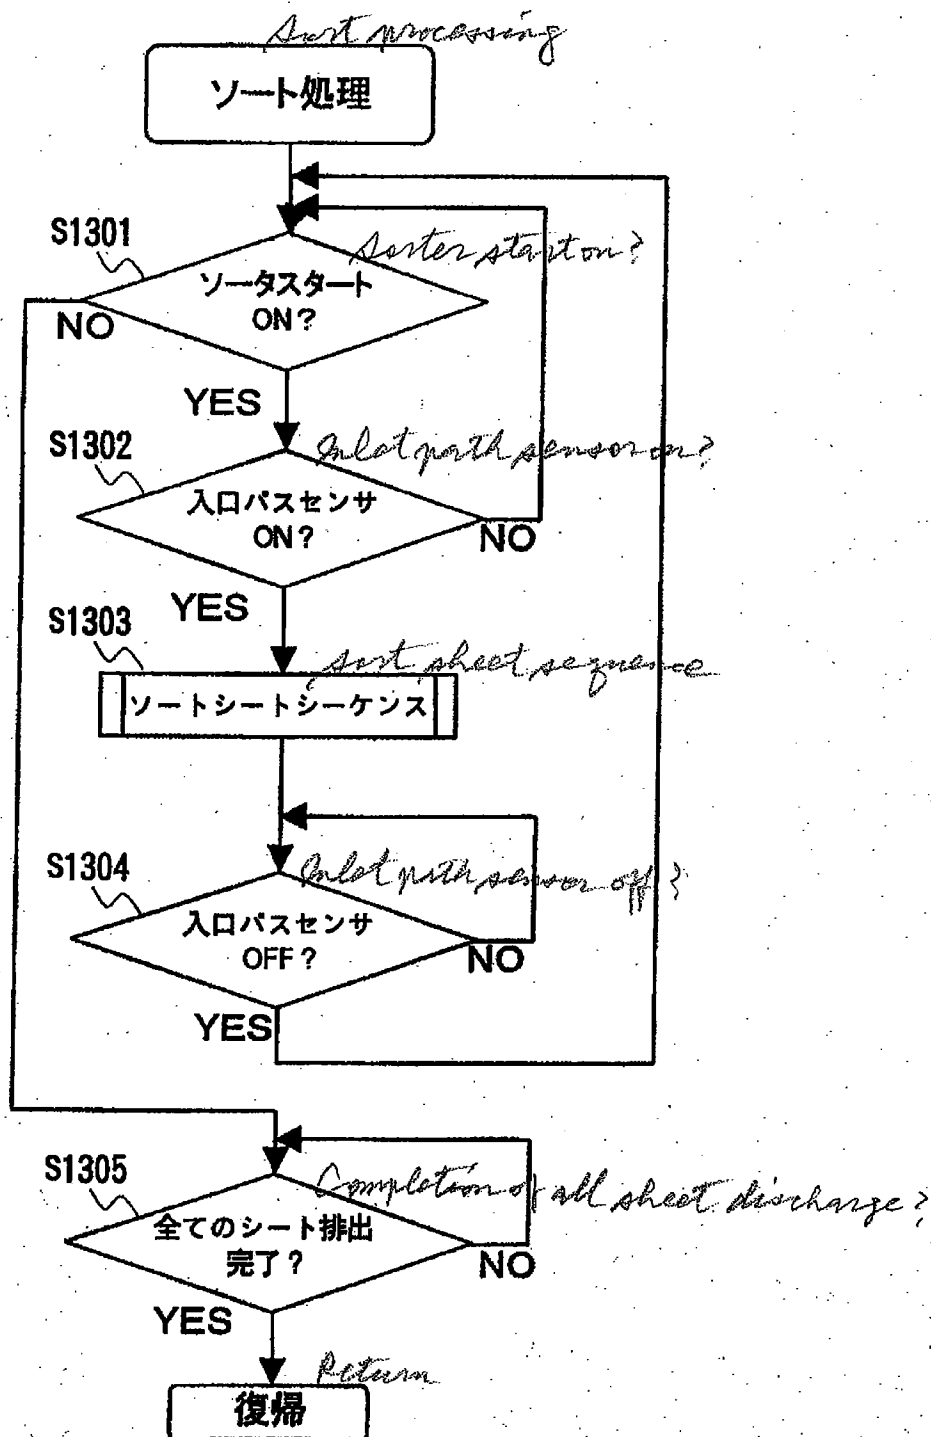 Sort processing
ソート処理
S1301
Sorter start on?
ソータスタート
ON?
NO
YES
S1302
Inlet path sensor on?
入口パスセンサ
ON?
NO
YES
S1303
sort sheet sequence
ソートシートシーケンス
S1304
Inlet path sensor off?
入口パスセンサ
OFF?
NO
YES
S1305
Completion of all sheet discharge?
全てのシート排出
完了?
NO
YES
Return
復帰